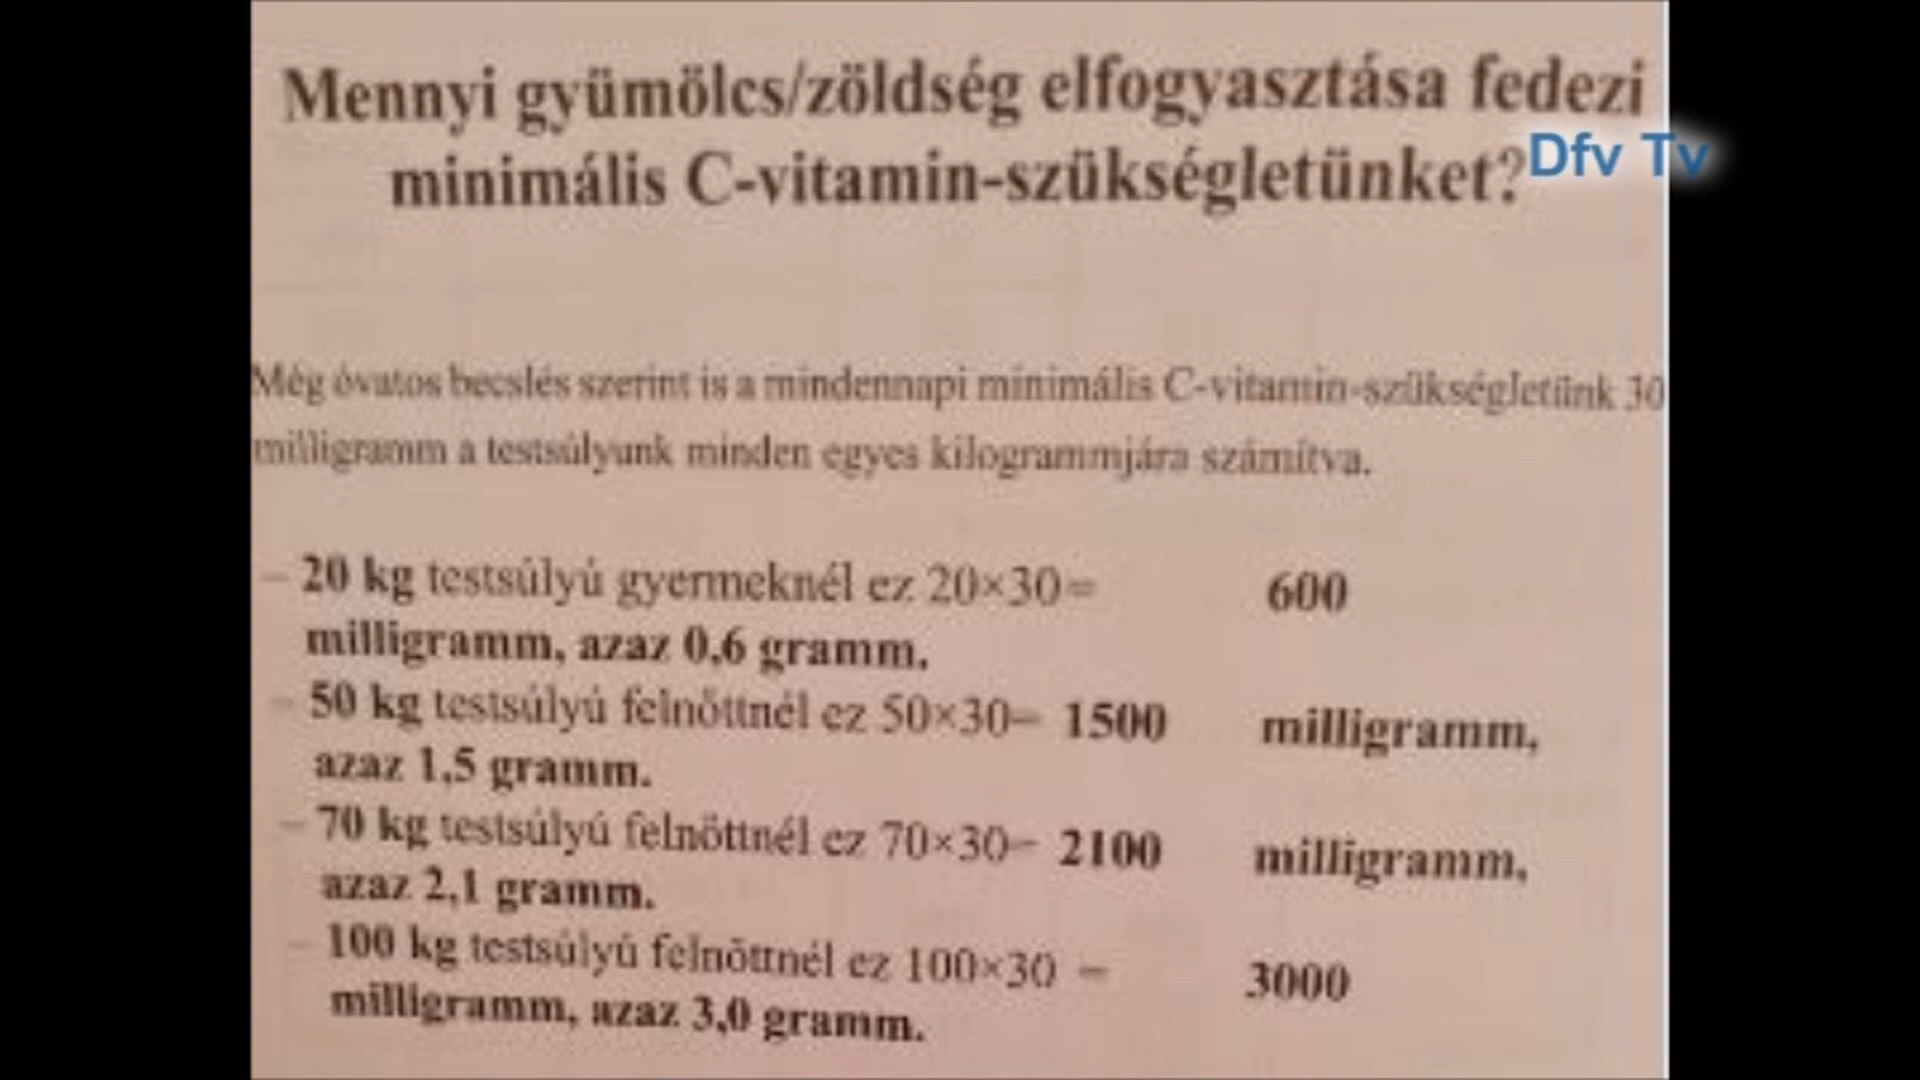 Mennyi gyümölcs/zöldség elfogyasztása fedezi
minimális C-vitamin-szükségletünket?
Dfv Tv
Még óvatos becslés szerint is a mindennapi minimális C-vitamin-szükségletünk 30
milligramm a testsúlyunk minden egyes kilogrammjára számítva.
– 20 kg testsúlyú gyermeknél ez 20×30= 600
milligramm, azaz 0,6 gramm.
– 50 kg testsúlyú felnőttnél ez 50×30= 1500 milligramm,
azaz 1,5 gramm.
– 70 kg testsúlyú felnőttnél ez 70×30= 2100 milligramm,
azaz 2,1 gramm.
– 100 kg testsúlyú felnőttnél ez 100×30 = 3000
milligramm, azaz 3,0 gramm.